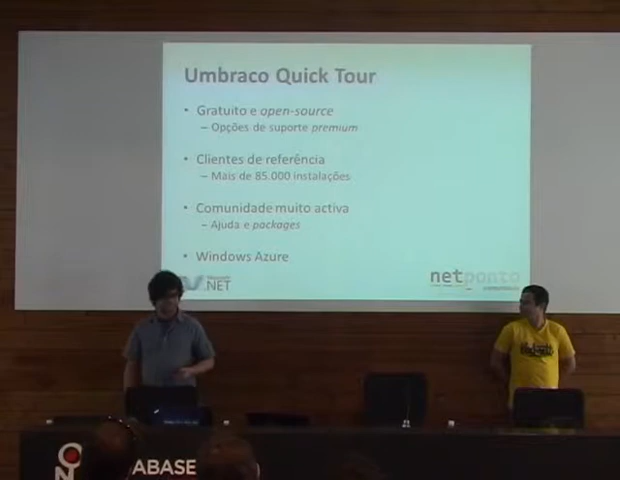 Umbraco Quick Tour
• Gratuito e open-source
– Opções de suporte premium
• Clientes de referência
– Mais de 85.000 instalações
• Comunidade muito activa
– Ajuda e packages
• Windows Azure
.NET
netponto
ABASE